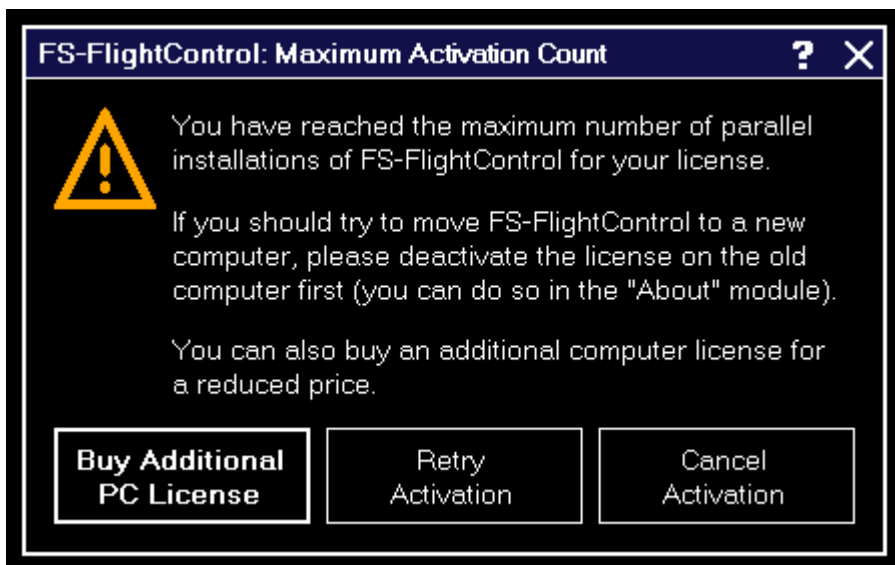 FS-FlightControl: Maximum Activation Count ? X
You have reached the maximum number of parallel
installations of FS-FlightControl for your license.
If you should try to move FS-FlightControl to a new
computer, please deactivate the license on the old
computer first (you can do so in the "About" module).
You can also buy an additional computer license for
a reduced price.
Buy Additional
PC License
Retry
Activation
Cancel
Activation